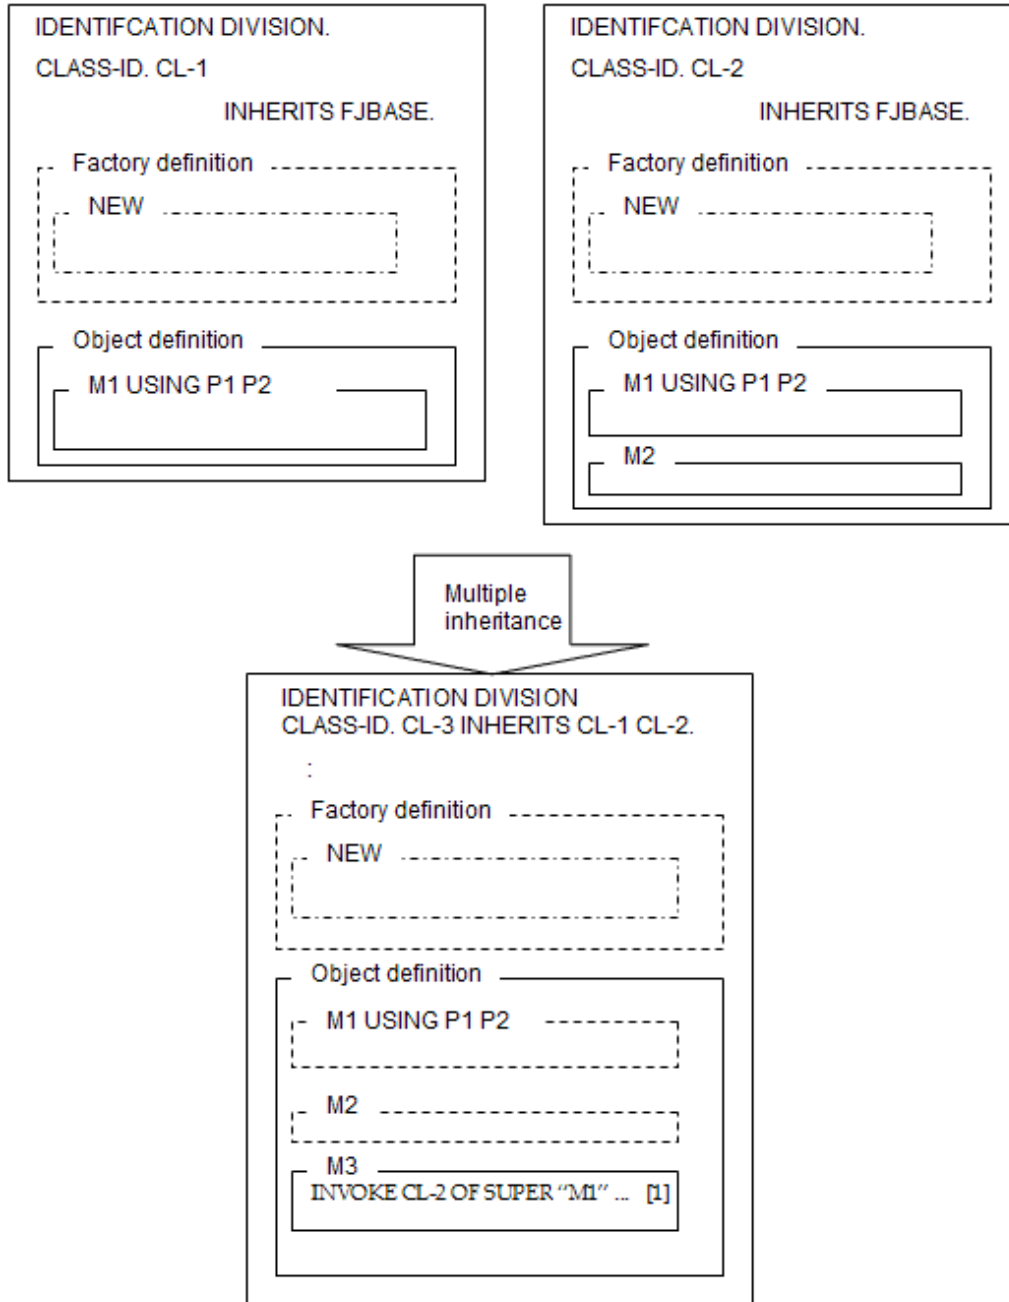 IDENTIFCATION DIVISION.
CLASS-ID. CL-1
INHERITS FJBASE.
Factory definition
NEW
Object definition
M1 USING P1 P2
IDENTIFCATION DIVISION.
CLASS-ID. CL-2
INHERITS FJBASE.
Factory definition
NEW
Object definition
M1 USING P1 P2
M2
Multiple
inheritance
IDENTIFICATION DIVISION
CLASS-ID. CL-3 INHERITS CL-1 CL-2.
:
Factory definition
NEW
Object definition
M1 USING P1 P2
M2
M3
INVOKE CL-2 OF SUPER “M1” ... [1]